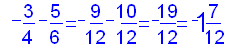 -3/4 - 5/6 = -9/12 - 10/12 = -19/12 = -1 7/12